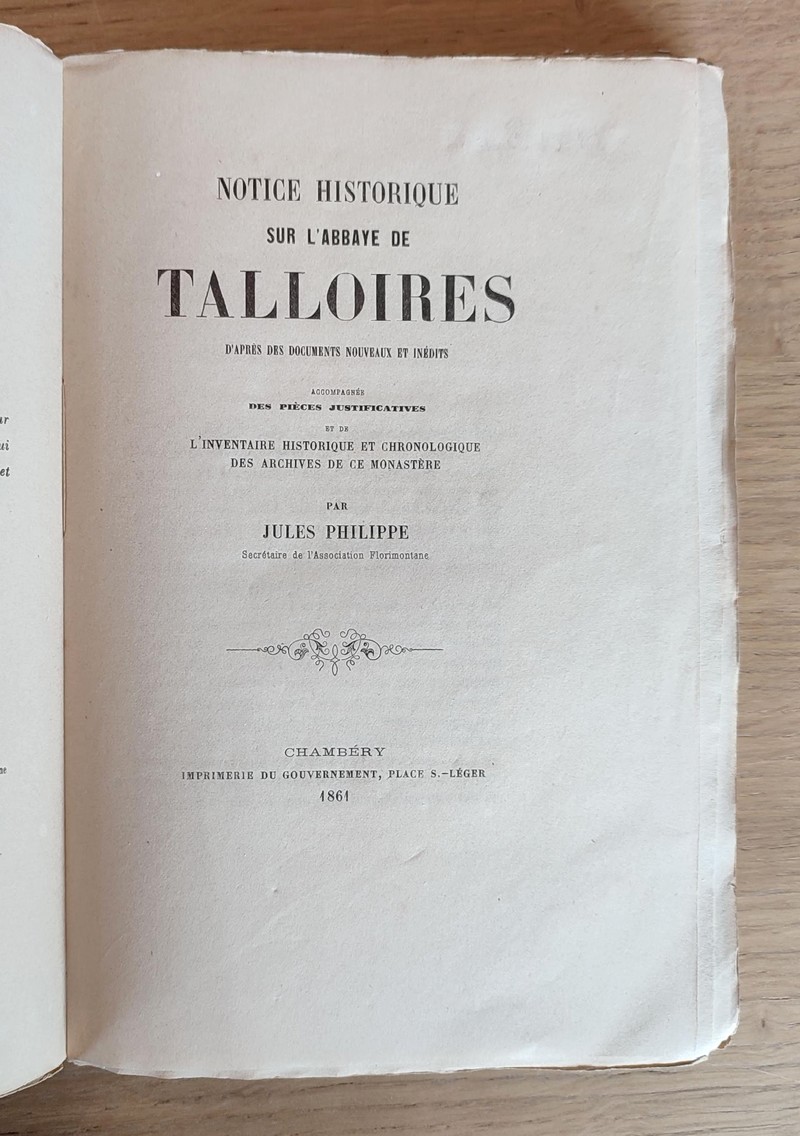 NOTICE HISTORIQUE
SUR L'ABBAYE DE
TALLOIRES
D'APRÈS DES DOCUMENTS NOUVEAUX ET INÉDITS
ACCOMPAGNÉE
DES PIÈCES JUSTIFICATIVES
ET DE
L'INVENTAIRE HISTORIQUE ET CHRONOLOGIQUE
DES ARCHIVES DE CE MONASTÈRE
PAR
JULES PHILIPPE
Secrétaire de l'Association Florimontane
CHAMBÉRY
IMPRIMERIE DU GOUVERNEMENT, PLACE S.-LÉGER
1861